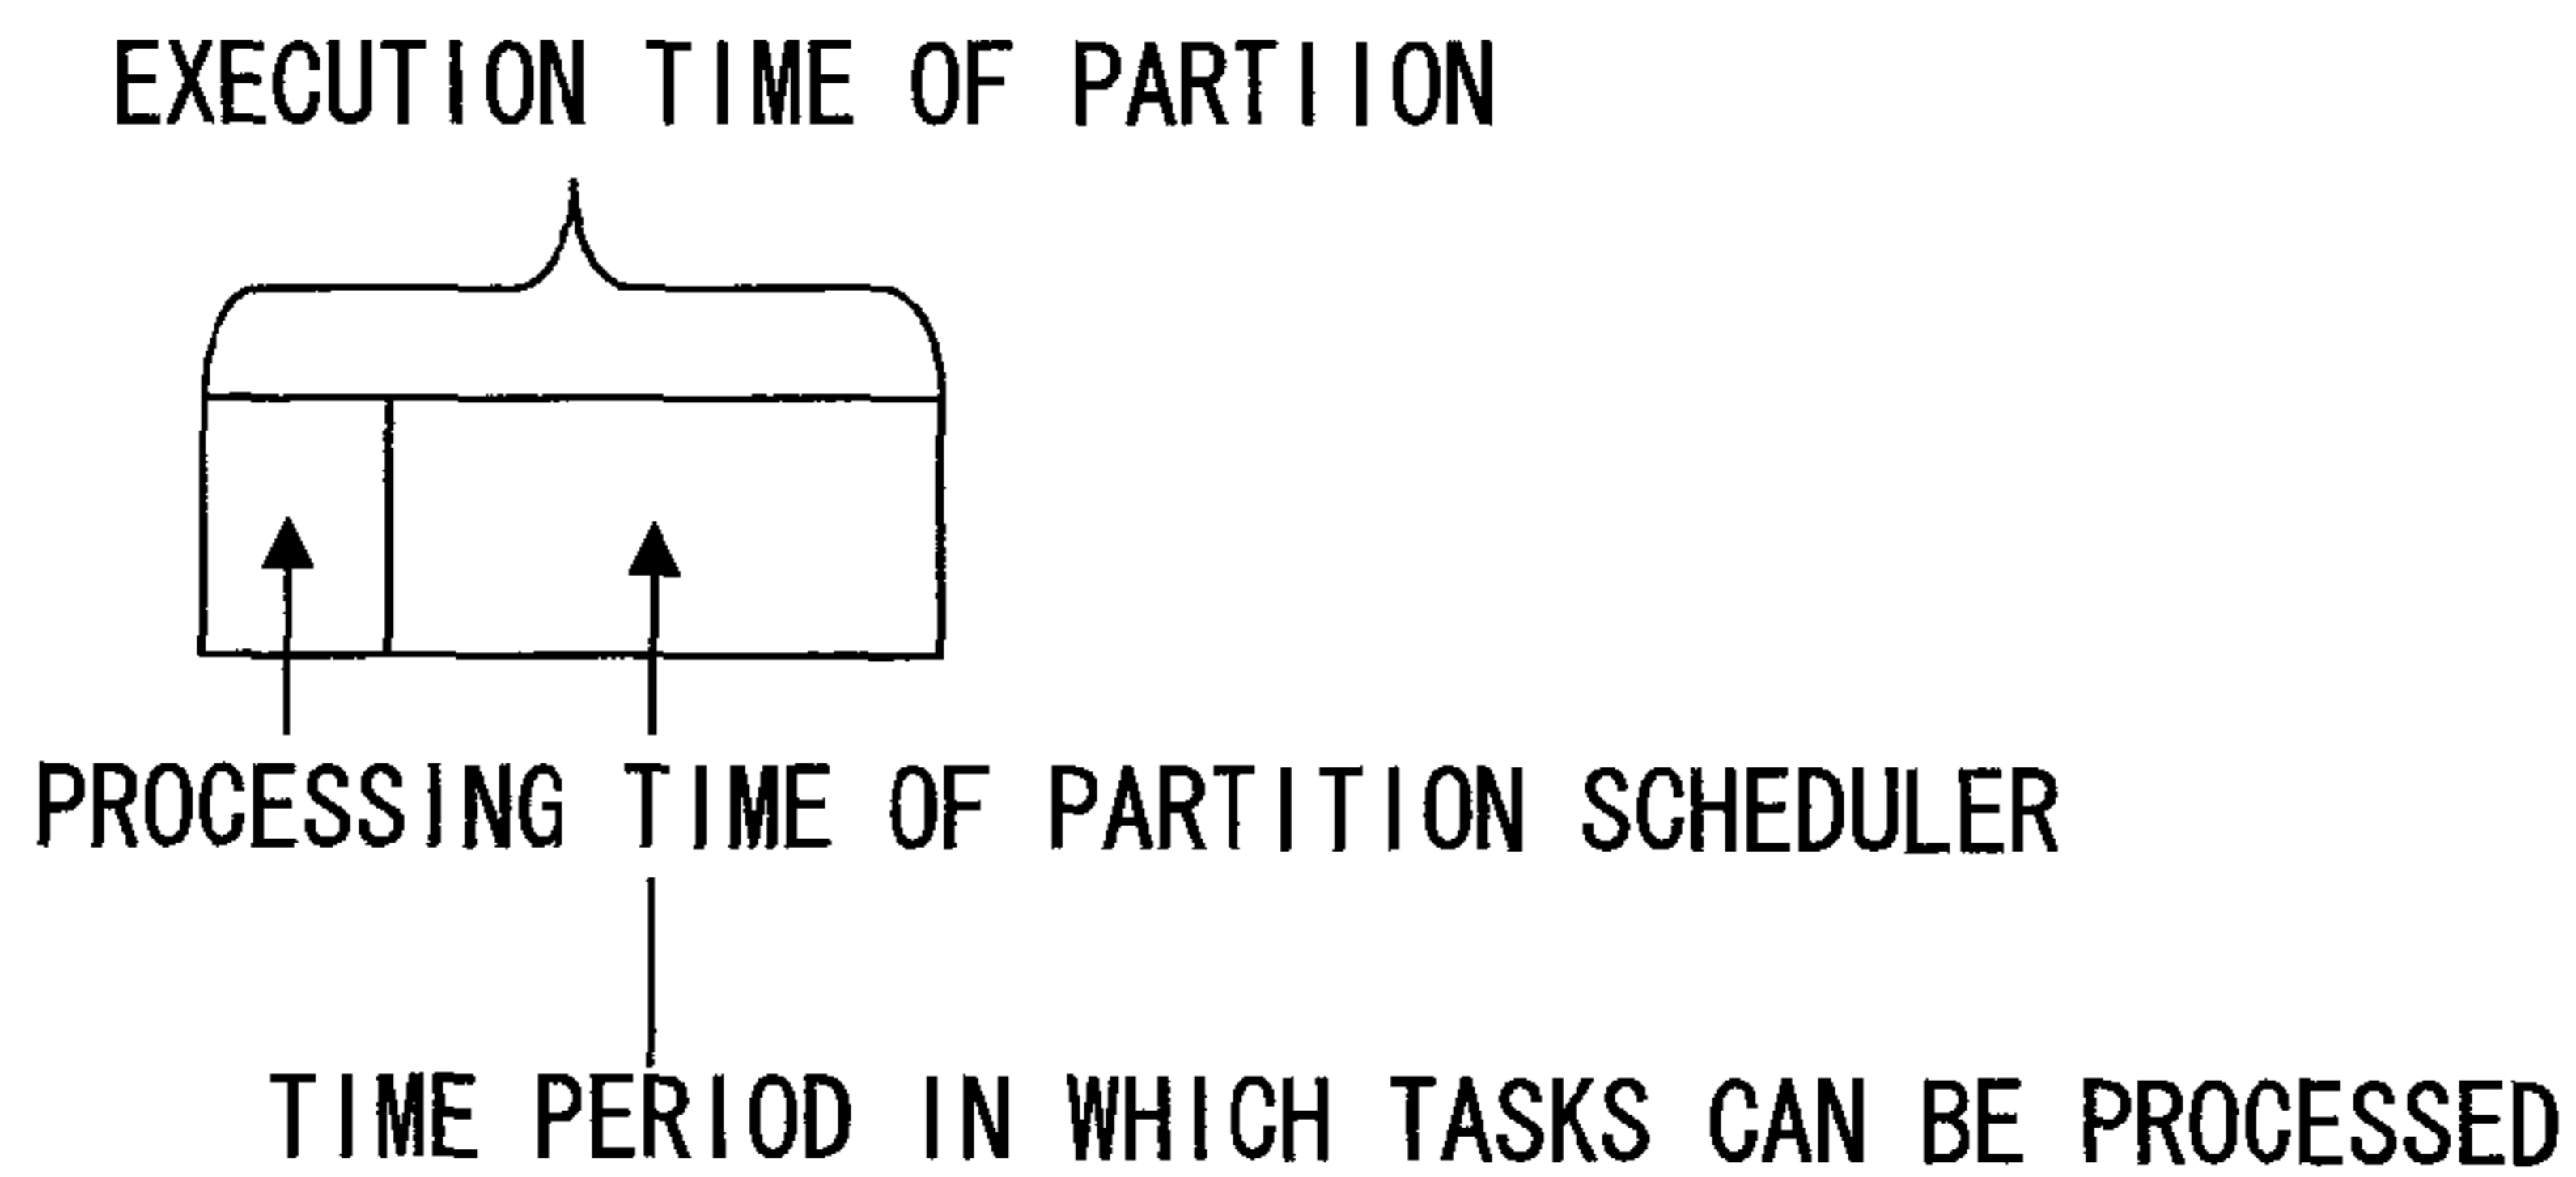 EXECUTION TIME OF PARTIION
PROCESSING TIME OF PARTITION SCHEDULER
TIME PERIOD IN WHICH TASKS CAN BE PROCESSED